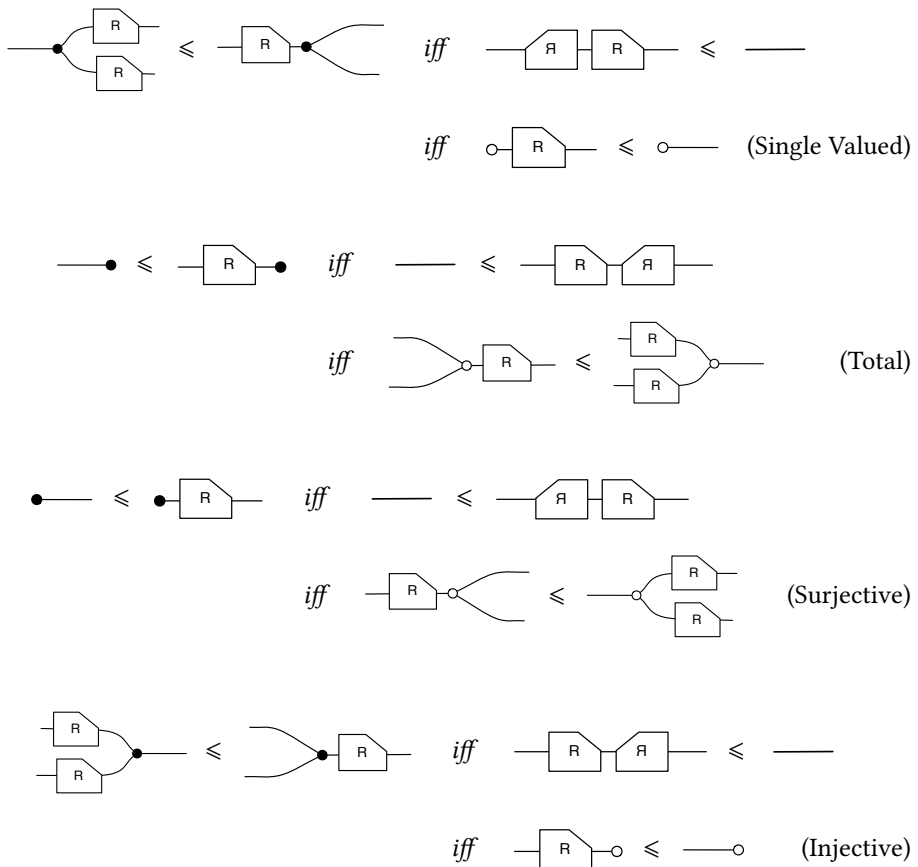 R R ⩽ R iff Я R ⩽
iff R ⩽ (Single Valued)
⩽ R iff ⩽ R Я
iff R ⩽ R R (Total)
⩽ R iff ⩽ Я R
iff R ⩽ R R (Surjective)
R R ⩽ R iff R Я ⩽
iff R ⩽ (Injective)